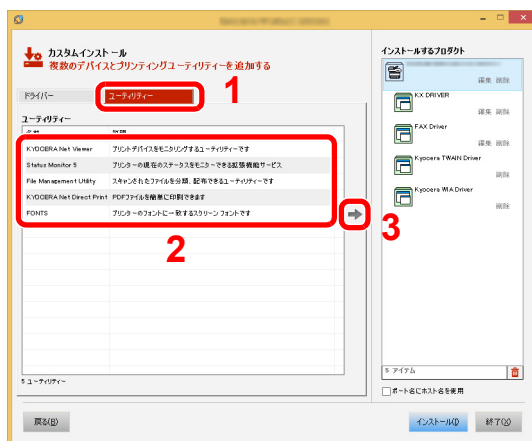 カスタムインストール
複数のデバイスとプリンティングユーティリティーを追加する
ドライバー
ユーティリティー
1
ユーティリティー
KYOCERA Net Viewer プリントデバイスをモニタリングするユーティリティーです
Status Monitor 5 プリンターの現在のステータスをモニターできる拡張機能サービス
File Management Utility スキャンされたファイルを分類、配布できるユーティリティーです
KYOCERA Net Direct Print PDFファイルを簡単に印刷できます
FONTS プリンターのフォントに一致するスクリーンフォントです
2
3
5 ユーティリティー
インストールするプロダクト
編集 削除
KX DRIVER
編集 削除
FAX Driver
編集 削除
Kyocera TWAIN Driver
削除
Kyocera WIA Driver
削除
5 アイテム
ポート名にホスト名を使用
戻る(B)
インストール(I)
終了(X)